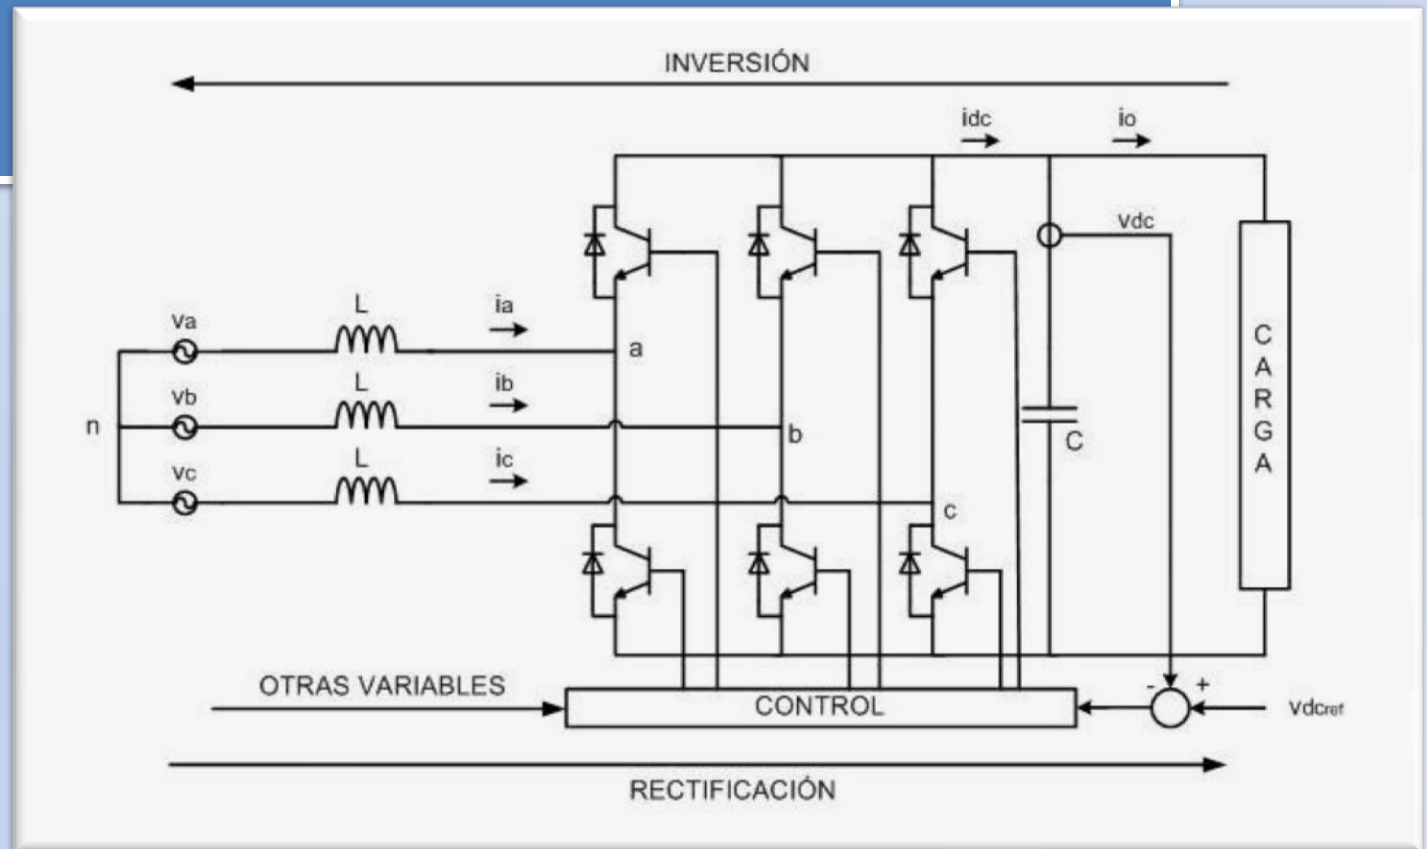 INVERSIÓN
idc
io
vdc
va
L
ia
a
vb
L
ib
n
b
vc
L
ic
c
C
C
A
R
G
A
OTRAS VARIABLES
CONTROL
-
+
vdcref
RECTIFICACIÓN